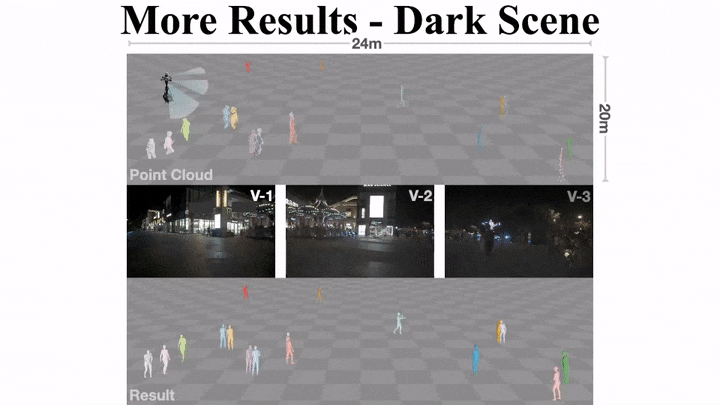 More Results - Dark Scene
24m
20m
Point Cloud
V-1
V-2
V-3
Result